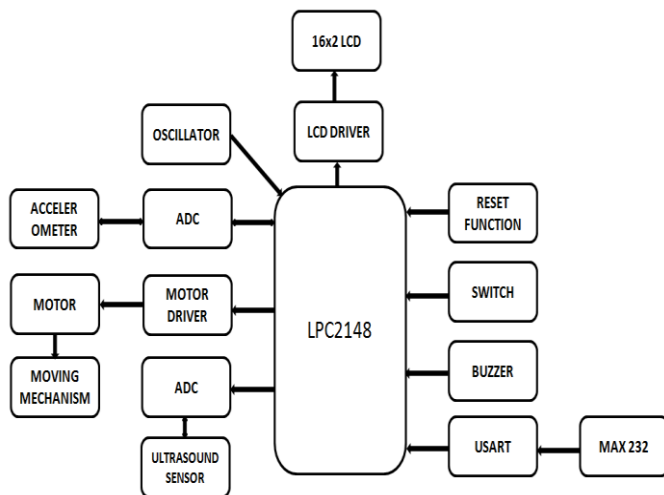 16x2 LCD
LCD DRIVER
OSCILLATOR
ACCELER
OMETER
ADC
RESET
FUNCTION
MOTOR
MOTOR
DRIVER
LPC2148
SWITCH
MOVING
MECHANISM
ADC
BUZZER
ULTRASOUND
SENSOR
USART
MAX 232